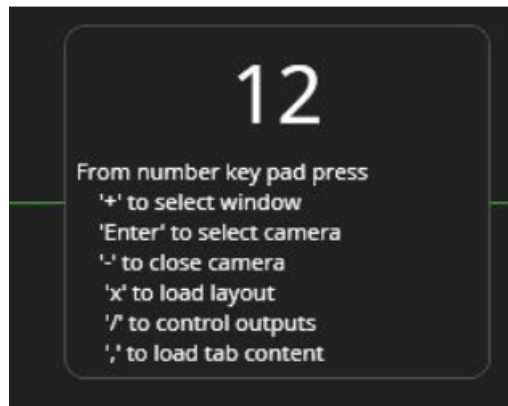 12
From number key pad press
'+' to select window
'Enter' to select camera
'-' to close camera
'x' to load layout
'/' to control outputs
',' to load tab content